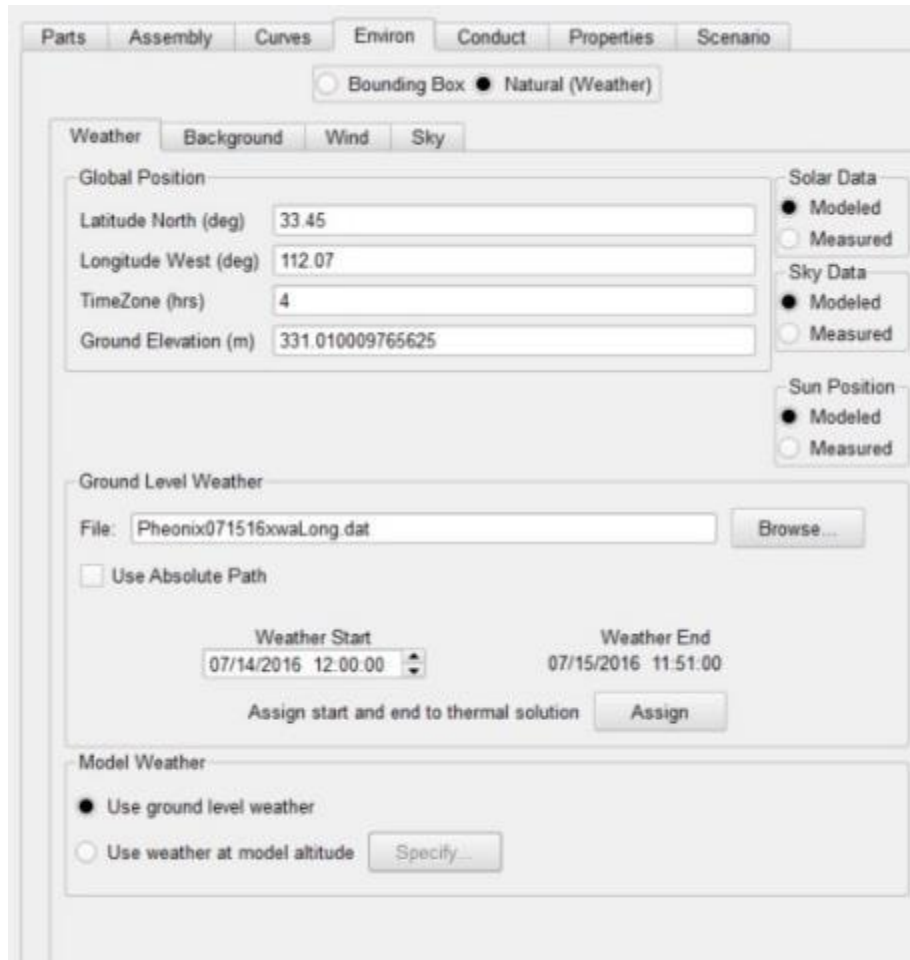 Parts Assembly Curves Environ Conduct Properties Scenario
Bounding Box Natural (Weather)
Weather Background Wind Sky
Global Position
Latitude North (deg) 33.45
Longitude West (deg) 112.07
TimeZone (hrs) 4
Ground Elevation (m) 331.010009765625
Solar Data
Modeled
Measured
Sky Data
Modeled
Measured
Sun Position
Modeled
Measured
Ground Level Weather
File: Pheonix071516xwaLong.dat Browse...
Use Absolute Path
Weather Start Weather End
07/14/2016 12:00:00 07/15/2016 11:51:00
Assign start and end to thermal solution Assign
Model Weather
Use ground level weather
Use weather at model altitude Specify...